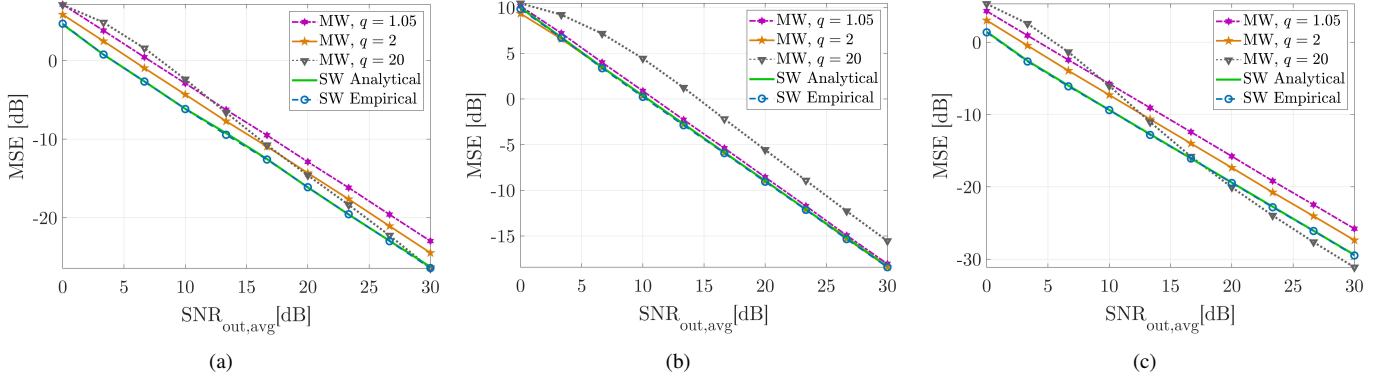 MW, q = 1.05
MW, q = 2
MW, q = 20
SW Analytical
SW Empirical
0
-10
-20
MSE [dB]
0 5 10 15 20 25 30
SNR_out,avg[dB]
(a)
MW, q = 1.05
MW, q = 2
MW, q = 20
SW Analytical
SW Empirical
10
5
0
-5
-10
-15
MSE [dB]
0 5 10 15 20 25 30
SNR_out,avg[dB]
(b)
MW, q = 1.05
MW, q = 2
MW, q = 20
SW Analytical
SW Empirical
0
-10
-20
-30
MSE [dB]
0 5 10 15 20 25 30
SNR_out,avg[dB]
(c)